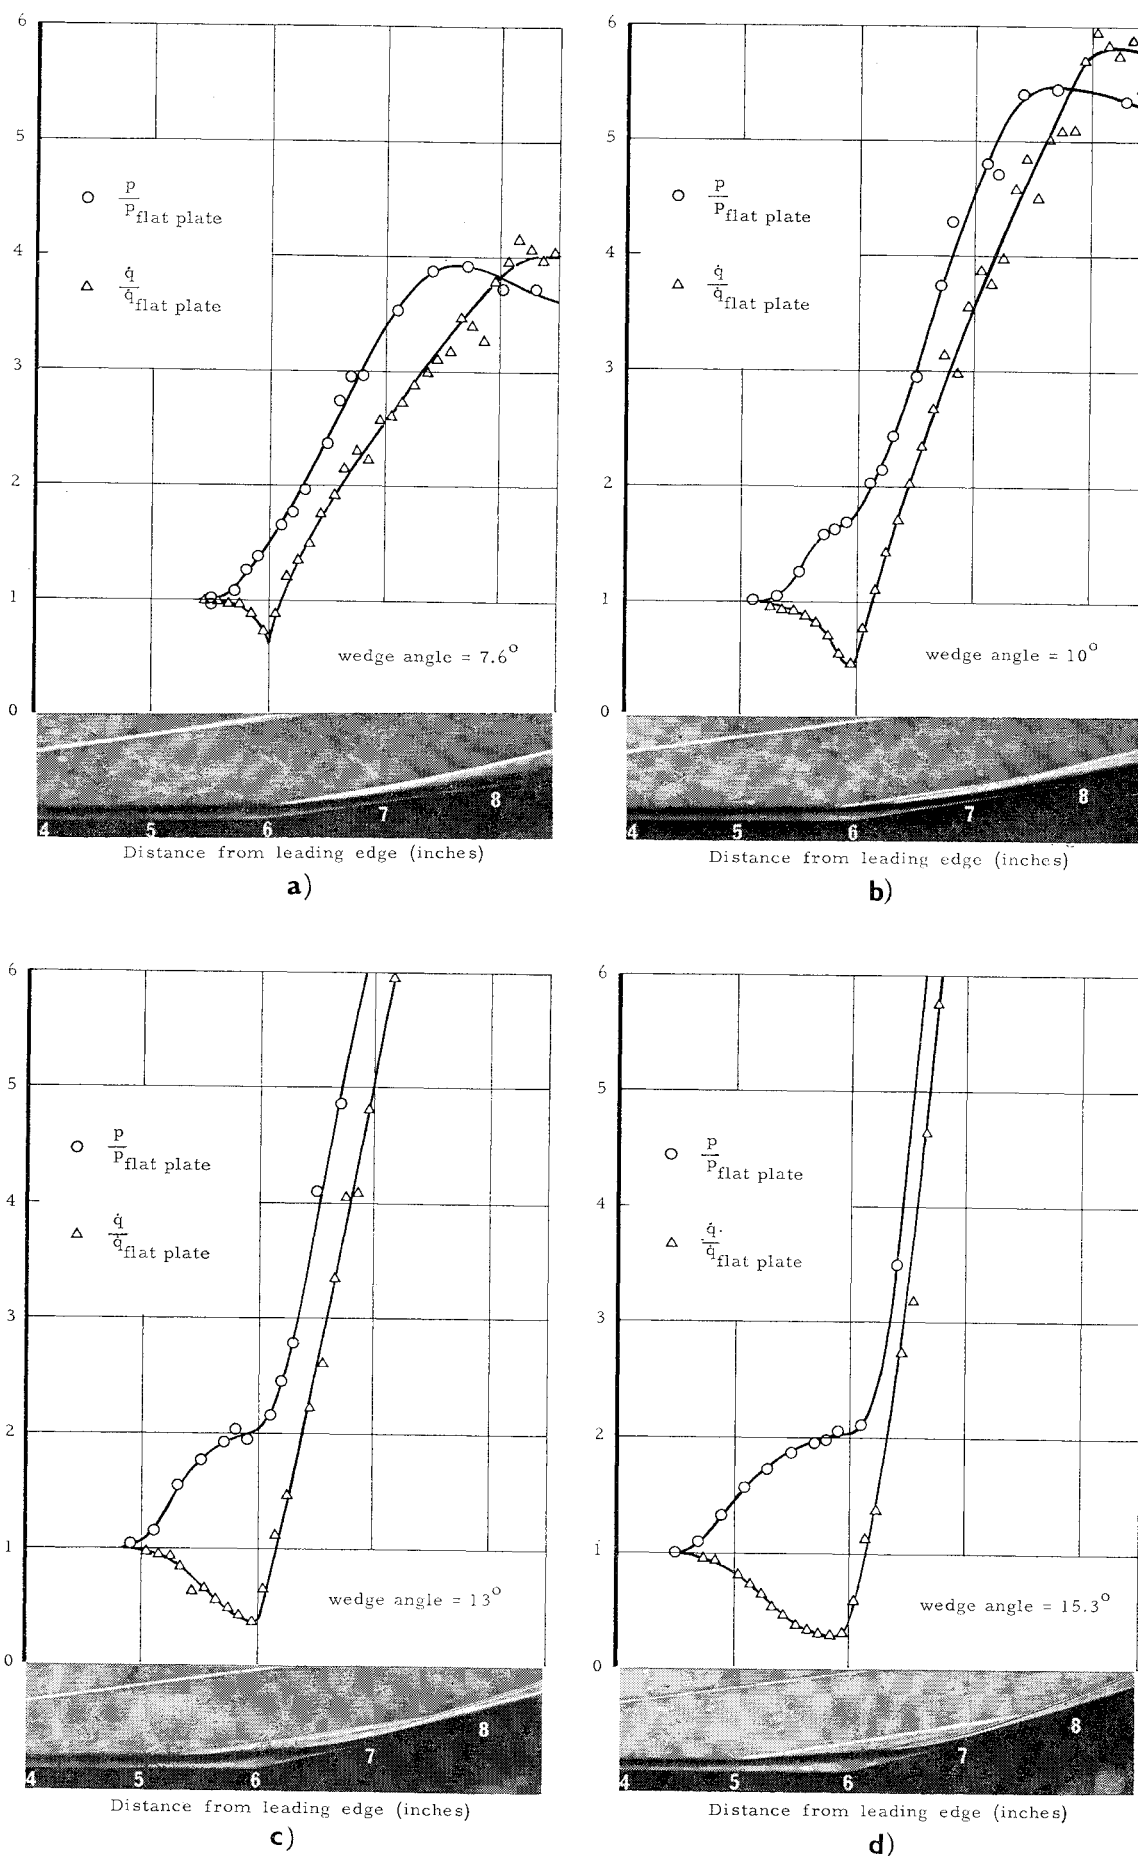 6
5
4
3
2
1
0
p
p flat plate
q̇
q̇ flat plate
wedge angle = 7.6°
4 5 6 7 8
Distance from leading edge (inches)
a)
6
5
4
3
2
1
0
p
p flat plate
q̇
q̇ flat plate
wedge angle = 10°
4 5 6 7 8
Distance from leading edge (inches)
b)
6
5
4
3
2
1
0
p
p flat plate
q̇
q̇ flat plate
wedge angle = 13°
4 5 6 7 8
Distance from leading edge (inches)
c)
6
5
4
3
2
1
0
p
p flat plate
q̇
q̇ flat plate
wedge angle = 15.3°
4 5 6 7 8
Distance from leading edge (inches)
d)